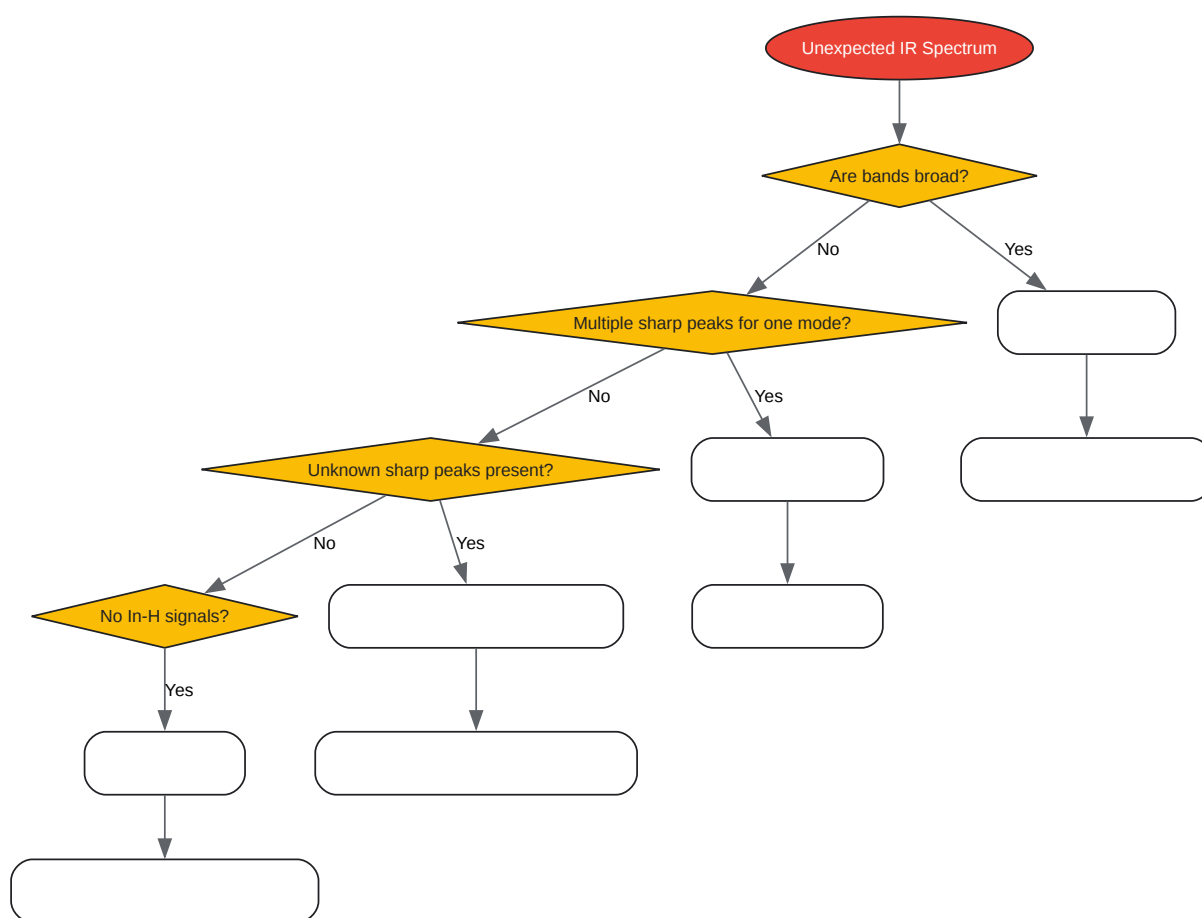 Unexpected IR Spectrum
Are bands broad?
No
Yes
Multiple sharp peaks for one mode?
No
Yes
Unknown sharp peaks present?
No
Yes
No In-H signals?
Yes